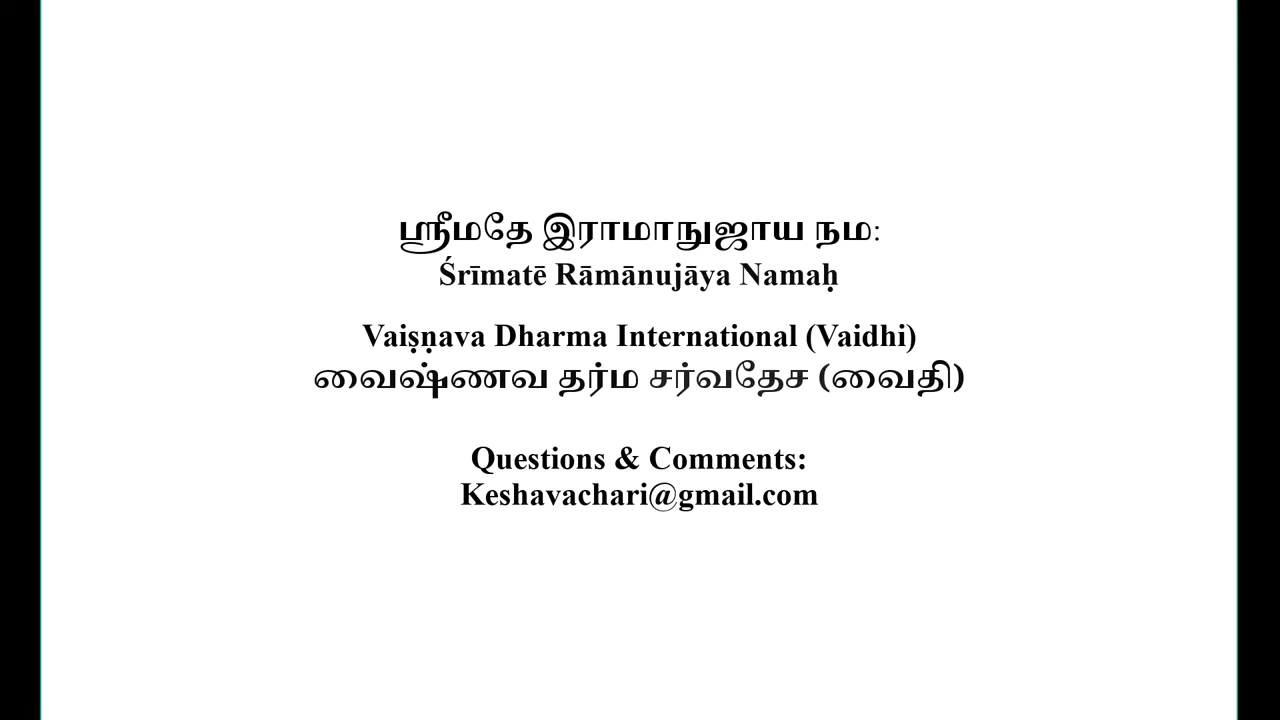 ஸ்ரீமதே இராமாநுஜாய நம:
Śrīmatē Rāmānujāya Namaḥ
Vaiṣṇava Dharma International (Vaidhi)
வைஷ்ணவ தர்ம சர்வதேச (வைதி)
Questions & Comments:
Keshavachari@gmail.com